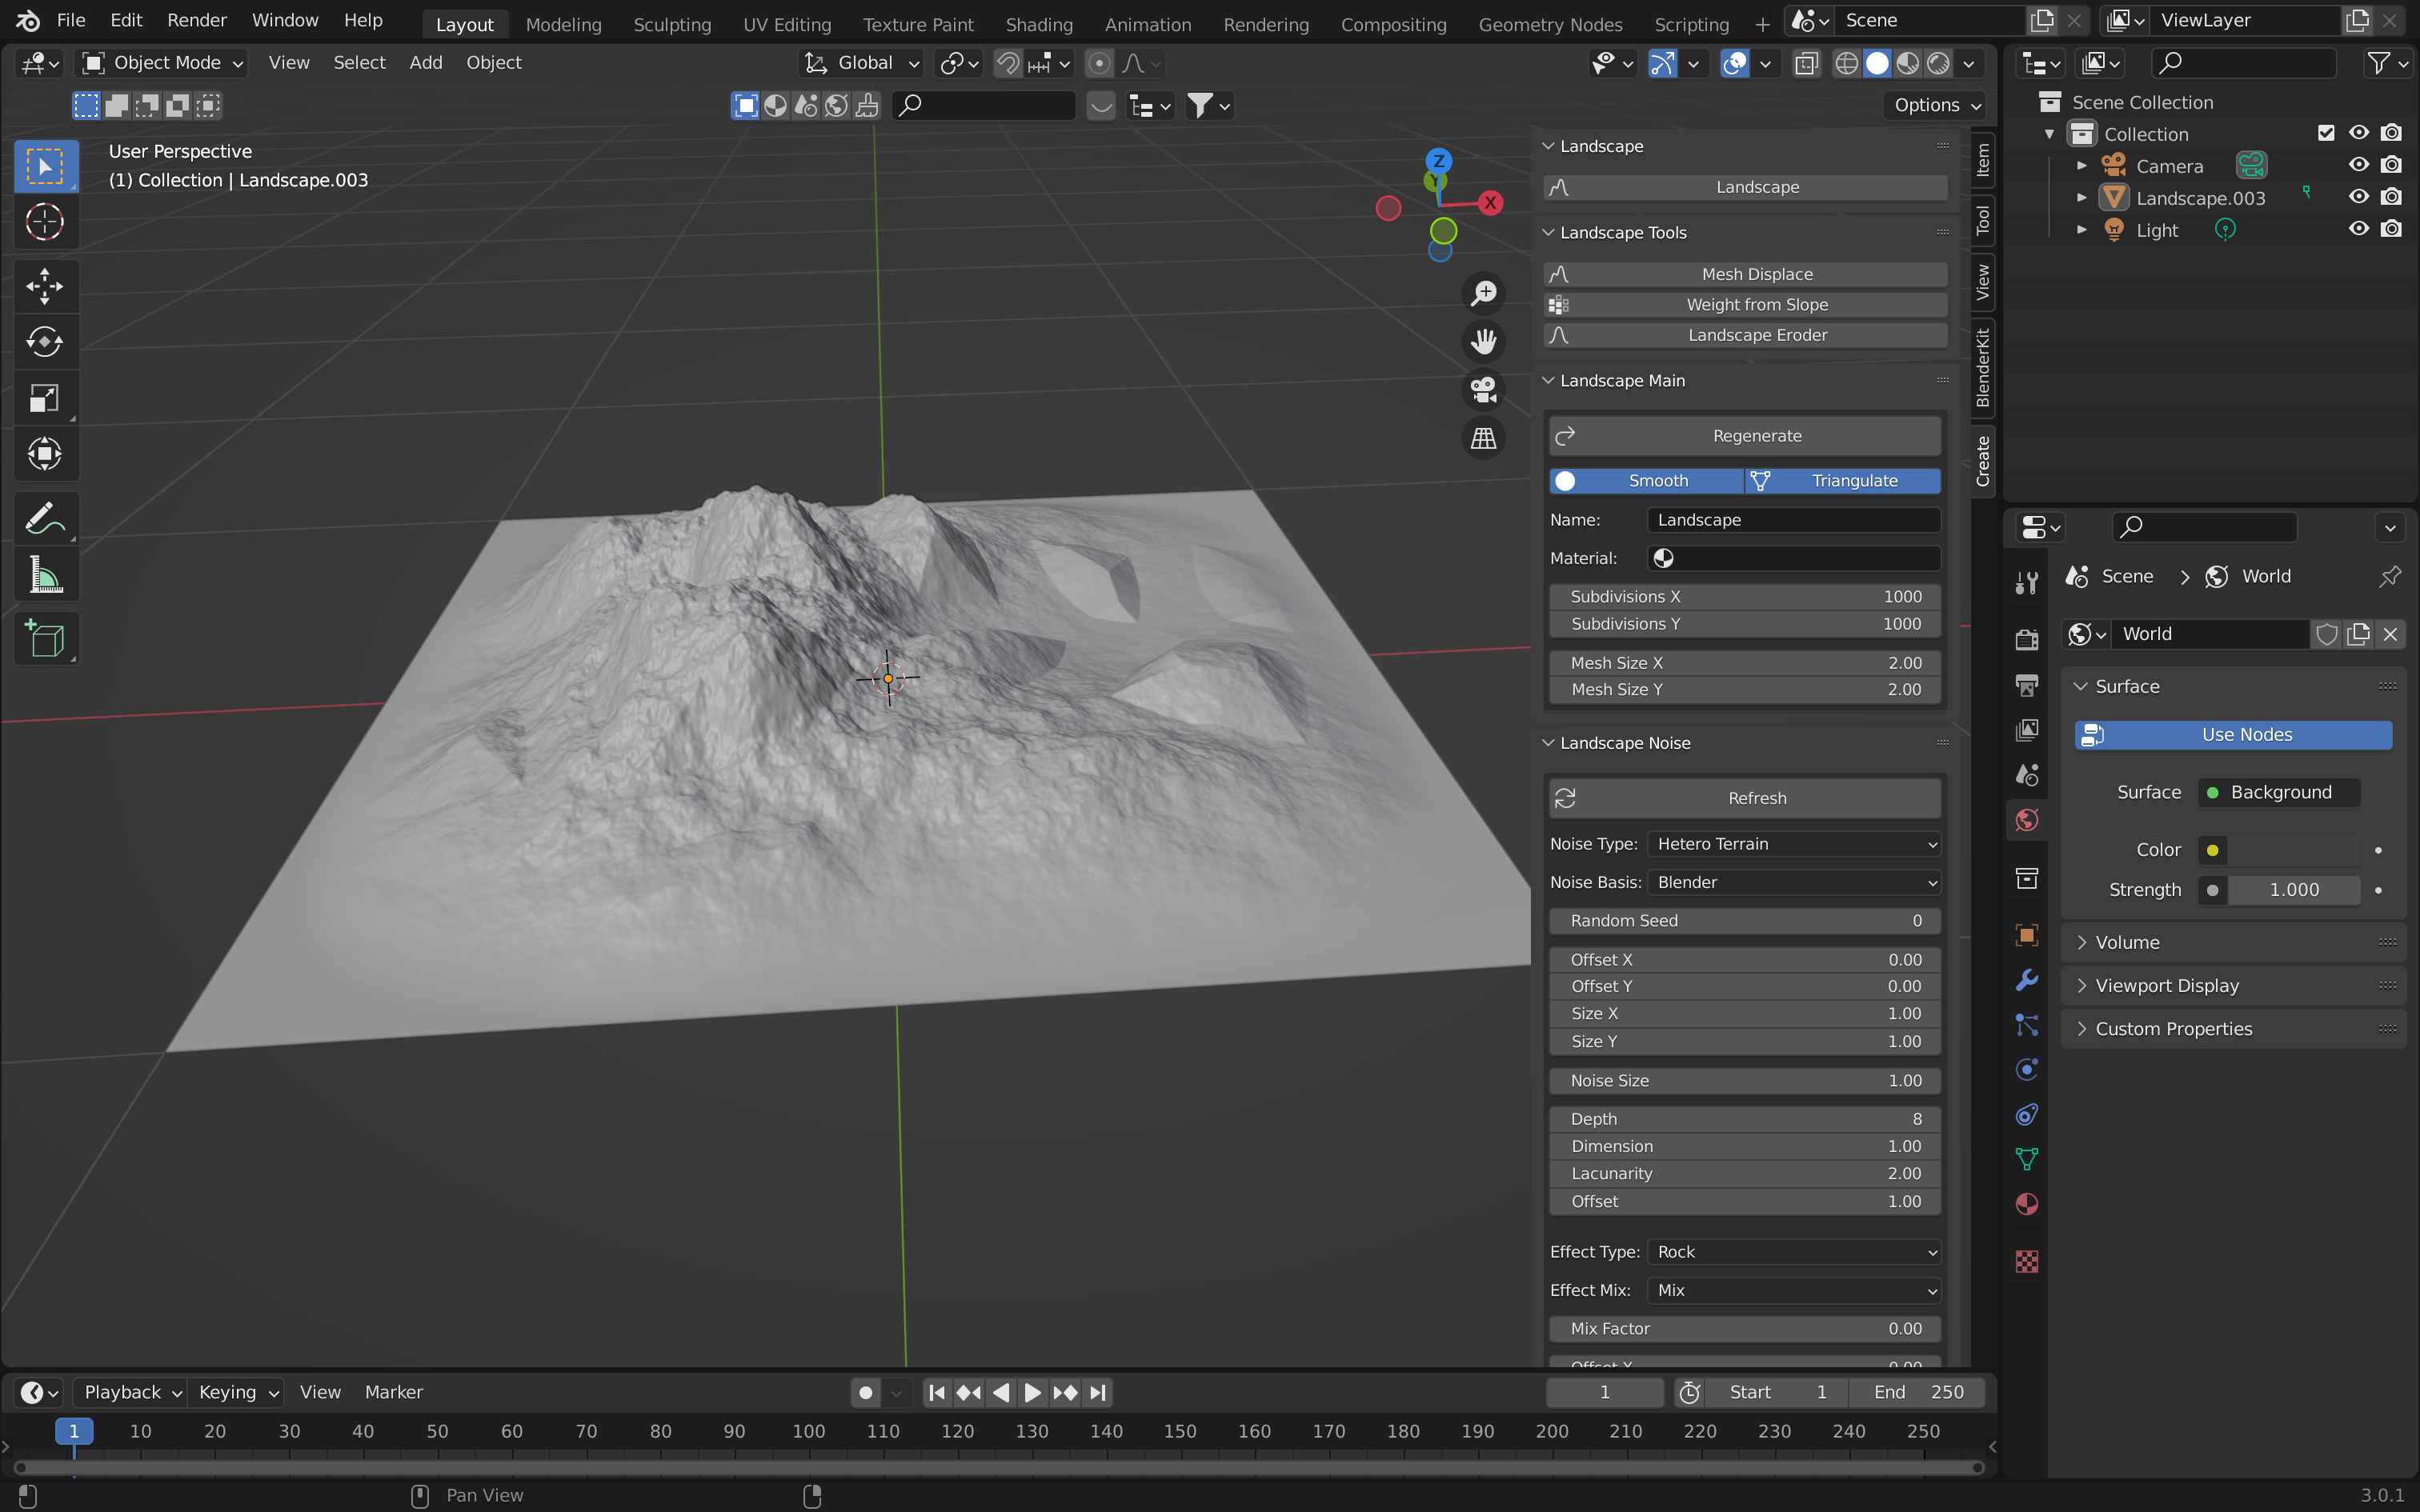 File Edit Render Window Help Layout Modeling Sculpting UV Editing Texture Paint Shading Animation Rendering Compositing Geometry Nodes Scripting + Scene ViewLayer
Object Mode View Select Add Object Global
Options
User Perspective
(1) Collection | Landscape.003
Z
Y
X
Landscape
Landscape
Landscape Tools
Mesh Displace
Weight from Slope
Landscape Eroder
Landscape Main
Regenerate
Smooth Triangulate
Name: Landscape
Material:
Subdivisions X 1000
Subdivisions Y 1000
Mesh Size X 2.00
Mesh Size Y 2.00
Landscape Noise
Refresh
Noise Type: Hetero Terrain
Noise Basis: Blender
Random Seed 0
Offset X 0.00
Offset Y 0.00
Size X 1.00
Size Y 1.00
Noise Size 1.00
Depth 8
Dimension 1.00
Lacunarity 2.00
Offset 1.00
Effect Type: Rock
Effect Mix: Mix
Mix Factor 0.00
Offset X 0.00
Item
Tool
View
BlenderKit
Create
Scene Collection
Collection
Camera
Landscape.003
Light
Scene > World
World
Surface
Use Nodes
Surface Background
Color
Strength 1.000
Volume
Viewport Display
Custom Properties
Playback Keying View Marker 1 Start 1 End 250
1 10 20 30 40 50 60 70 80 90 100 110 120 130 140 150 160 170 180 190 200 210 220 230 240 250
Pan View 3.0.1